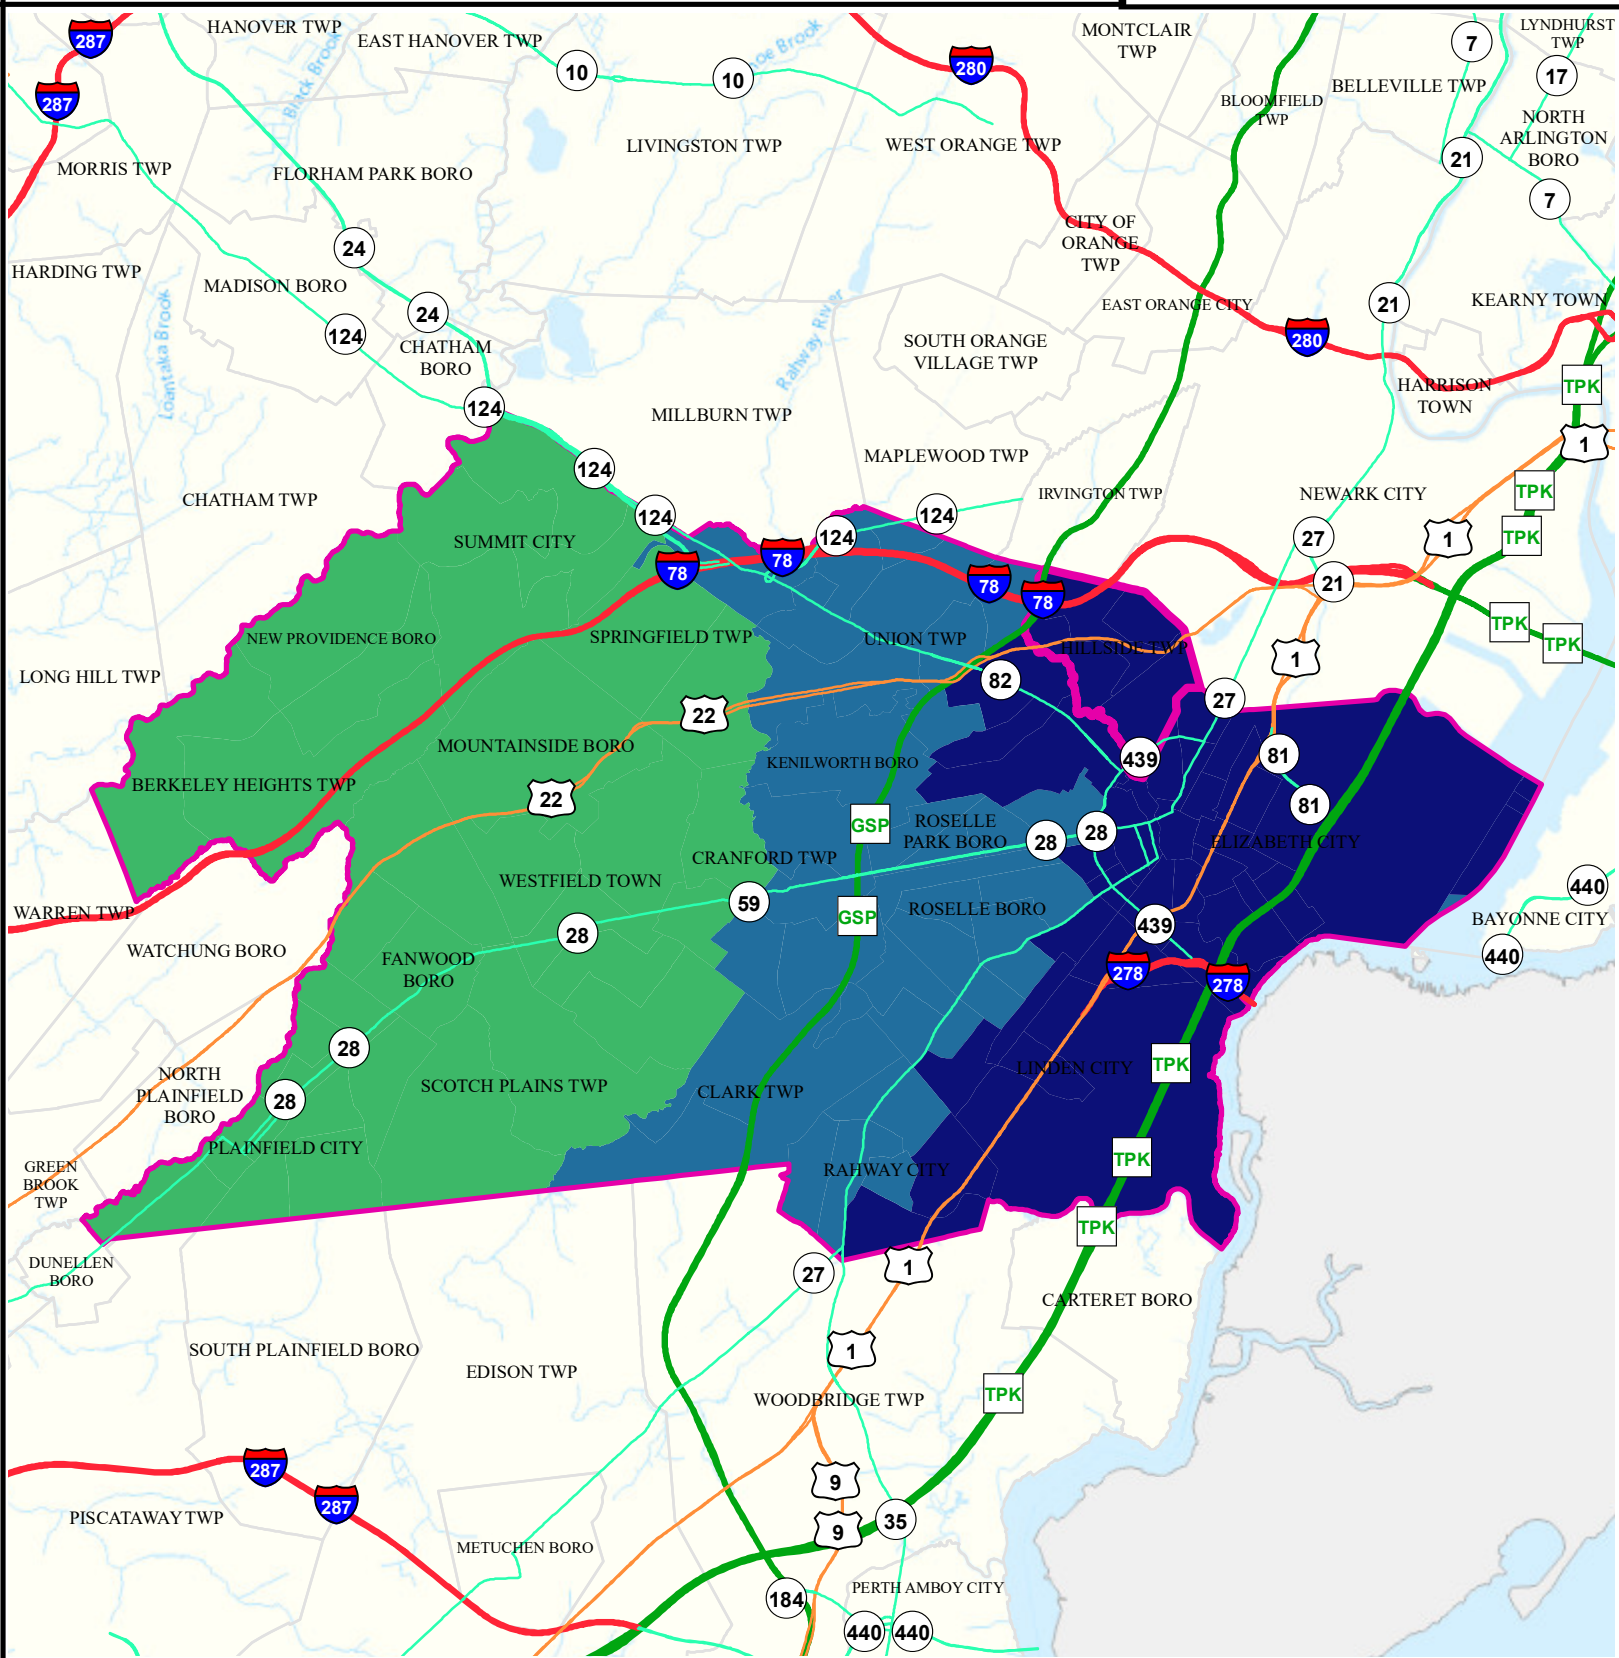 HANOVER TWP
EAST HANOVER TWP
MONTCLAIR
TWP
LYNDHURST
TWP
287
287
10
10
280
7
17
Black Brook
BLOOMFIELD
TWP
BELLEVILLE TWP
NORTH
ARLINGTON
BORO
MORRIS TWP
FLORHAM PARK BORO
LIVINGSTON TWP
WEST ORANGE TWP
21
7
24
CITY OF
ORANGE
TWP
HARDING TWP
MADISON BORO
24
124
CHATHAM
BORO
Loantaka Brook
Rahway River
EAST ORANGE CITY
21
KEARNY TOWN
SOUTH ORANGE
VILLAGE TWP
280
HARRISON
TOWN
TPK
124
MILLBURN TWP
1
124
MAPLEWOOD TWP
CHATHAM TWP
124
124
124
IRVINGTON TWP
NEWARK CITY
TPK
SUMMIT CITY
27
1
TPK
78
78
78
78
21
NEW PROVIDENCE BORO
SPRINGFIELD TWP
UNION TWP
HILLSIDE TWP
TPK
TPK
1
LONG HILL TWP
82
27
22
MOUNTAINSIDE BORO
KENILWORTH BORO
439
81
BERKELEY HEIGHTS TWP
22
81
GSP
ROSELLE
PARK BORO
28
28
ELIZABETH CITY
CRANFORD TWP
WESTFIELD TOWN
59
ROSELLE BORO
GSP
440
BAYONNE CITY
440
WARREN TWP
WATCHUNG BORO
28
FANWOOD
BORO
439
278
278
28
NORTH
PLAINFIELD
BORO
28
SCOTCH PLAINS TWP
CLARK TWP
LINDEN CITY
TPK
PLAINFIELD CITY
RAHWAY CITY
TPK
GREEN
BROOK
TWP
TPK
DUNELLEN
BORO
27
1
CARTERET BORO
SOUTH PLAINFIELD BORO
EDISON TWP
1
WOODBRIDGE TWP
TPK
287
287
9
PISCATAWAY TWP
9
35
METUCHEN BORO
184
PERTH AMBOY CITY
440
440